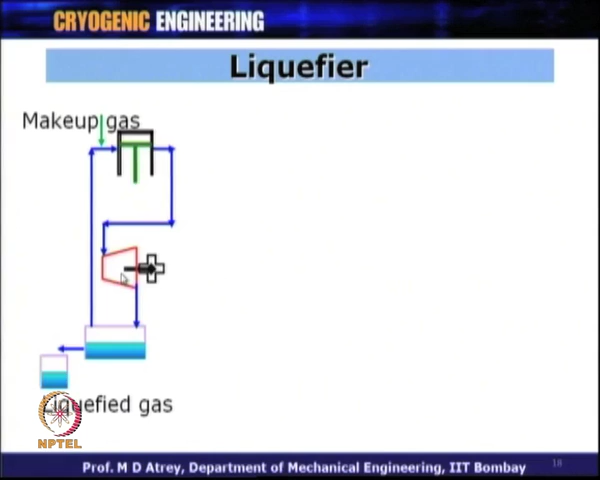 CRYOGENIC ENGINEERING
Liquefier
Makeup gas
Liquefied gas
NPTEL
18
Prof. M D Atrey, Department of Mechanical Engineering, IIT Bombay